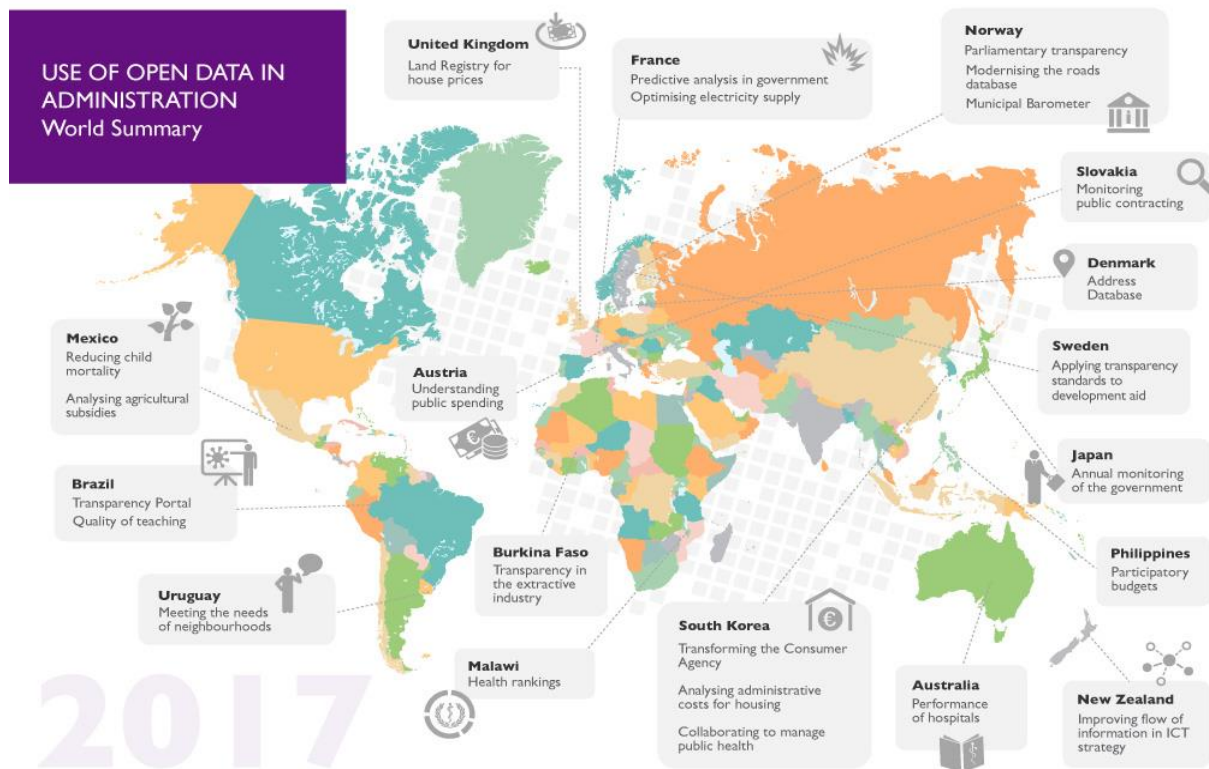 USE OF OPEN DATA IN
ADMINISTRATION
World Summary
United Kingdom
Land Registry for
house prices
France
Predictive analysis in government
Optimising electricity supply
Norway
Parliamentary transparency
Modernising the roads
database
Municipal Barometer
Slovakia
Monitoring
public contracting
Denmark
Address
Database
Mexico
Reducing child
mortality
Analysing agricultural
subsidies
Austria
Understanding
public spending
Sweden
Applying transparency
standards to
development aid
Brazil
Transparency Portal
Quality of teaching
Japan
Annual monitoring
of the government
Burkina Faso
Transparency in
the extractive
industry
Philippines
Participatory
budgets
Uruguay
Meeting the needs
of neighbourhoods
South Korea
Transforming the Consumer
Agency
Analysing administrative
costs for housing
Collaborating to manage
public health
Malawi
Health rankings
Australia
Performance
of hospitals
New Zealand
Improving flow of
information in ICT
strategy
2017